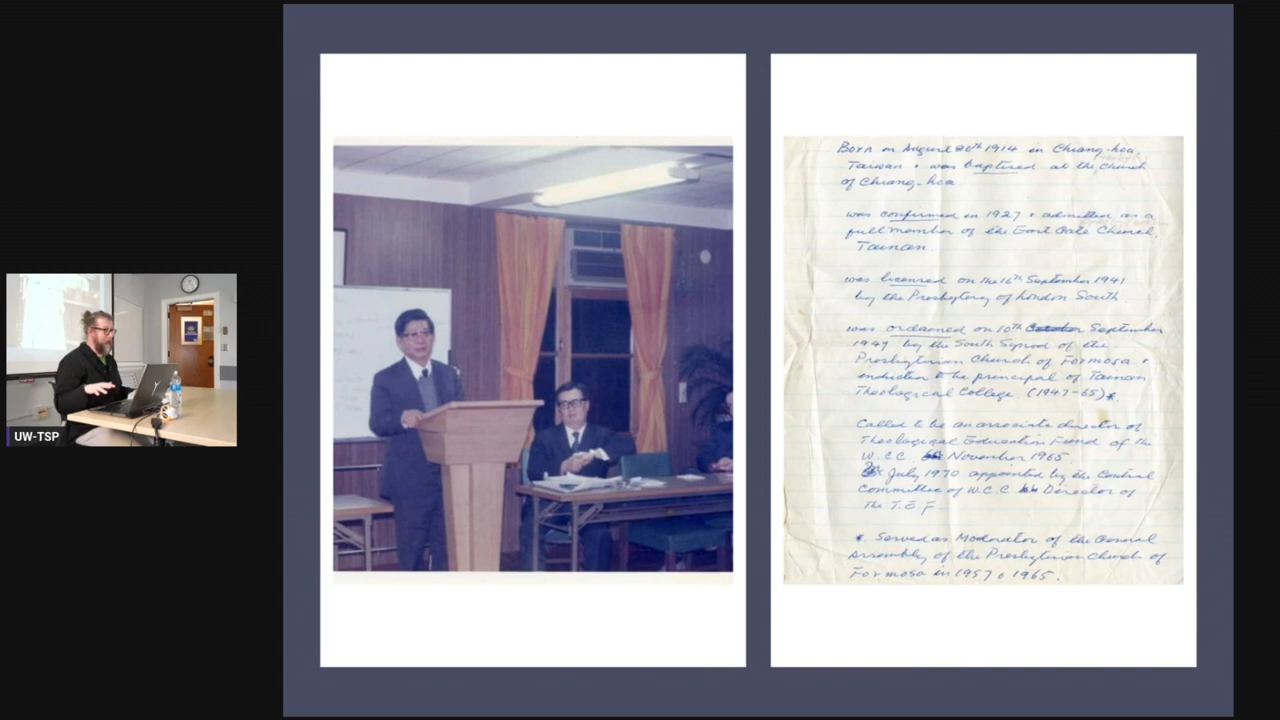 UW-TSP
Born on August 20th 1914 in Chiang-hoa,
Taiwan & was baptised at the Church
of Chiang-hoa
was confirmed in 1927 & admitted as a
full member of the East Gate Church,
Tainan.
was licensed on the 16th September 1941
by the Presbytery of London South.
was ordained on 10th September
1949 by the South Synod of the
Presbyterian Church of Formosa &
inducted to the principal of Tainan
Theological College (1947-65)*.
Called to be an associate director of
Theological Education Fund of the
W.C.C. November 1965.
July 1970 appointed by the Central
Committee of W.C.C Director of
the T.E.F.
*. Served as Moderator of the General
Assembly of the Presbyterian Church of
Formosa in 1957 & 1965.